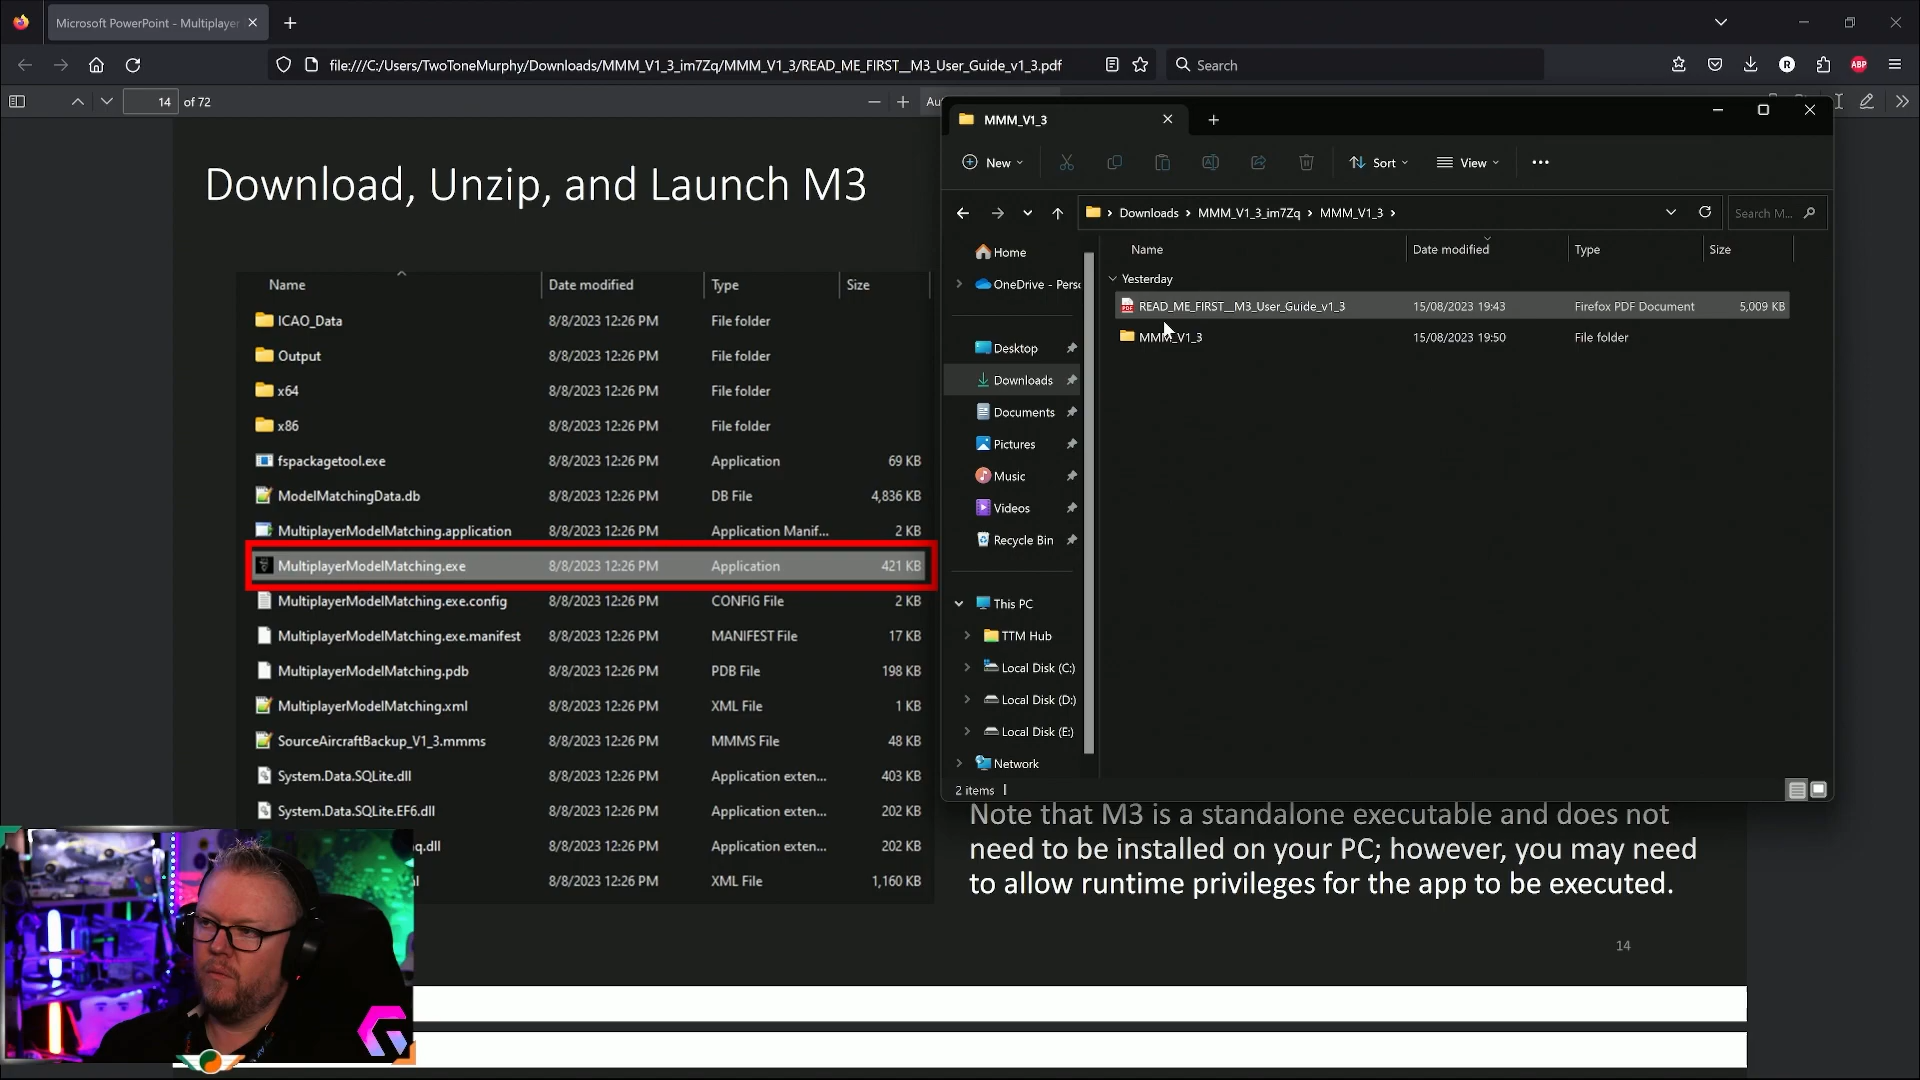 Microsoft PowerPoint - Multiplayer
file:///C:/Users/TwoToneMurphy/Downloads/MMM_V1_3_im7Zq/MMM_V1_3/READ_ME_FIRST__M3_User_Guide_v1_3.pdf
Search
R
ABP
14 of 72
Au
Download, Unzip, and Launch M3
Name Date modified Type Size
ICAO_Data 8/8/2023 12:26 PM File folder
Output 8/8/2023 12:26 PM File folder
x64 8/8/2023 12:26 PM File folder
x86 8/8/2023 12:26 PM File folder
fspackagetool.exe 8/8/2023 12:26 PM Application 69 KB
ModelMatchingData.db 8/8/2023 12:26 PM DB File 4,836 KB
MultiplayerModelMatching.application 8/8/2023 12:26 PM Application Manif... 2 KB
MultiplayerModelMatching.exe 8/8/2023 12:26 PM Application 421 KB
MultiplayerModelMatching.exe.config 8/8/2023 12:26 PM CONFIG File 2 KB
MultiplayerModelMatching.exe.manifest 8/8/2023 12:26 PM MANIFEST File 17 KB
MultiplayerModelMatching.pdb 8/8/2023 12:26 PM PDB File 198 KB
MultiplayerModelMatching.xml 8/8/2023 12:26 PM XML File 1 KB
SourceAircraftBackup_V1_3.mmms 8/8/2023 12:26 PM MMMS File 48 KB
System.Data.SQLite.dll 8/8/2023 12:26 PM Application exten... 403 KB
System.Data.SQLite.EF6.dll 8/8/2023 12:26 PM Application exten... 202 KB
q.dll 8/8/2023 12:26 PM Application exten... 202 KB
l 8/8/2023 12:26 PM XML File 1,160 KB
MMM_V1_3
New Sort View
Downloads MMM_V1_3_im7Zq MMM_V1_3
Search M...
Home
OneDrive - Perso
Desktop
Downloads
Documents
Pictures
Music
Videos
Recycle Bin
This PC
TTM Hub
Local Disk (C:)
Local Disk (D:)
Local Disk (E:)
Network
Name Date modified Type Size
Yesterday
READ_ME_FIRST__M3_User_Guide_v1_3 15/08/2023 19:43 Firefox PDF Document 5,009 KB
MMM_V1_3 15/08/2023 19:50 File folder
2 items
Note that M3 is a standalone executable and does not
need to be installed on your PC; however, you may need
to allow runtime privileges for the app to be executed.
14